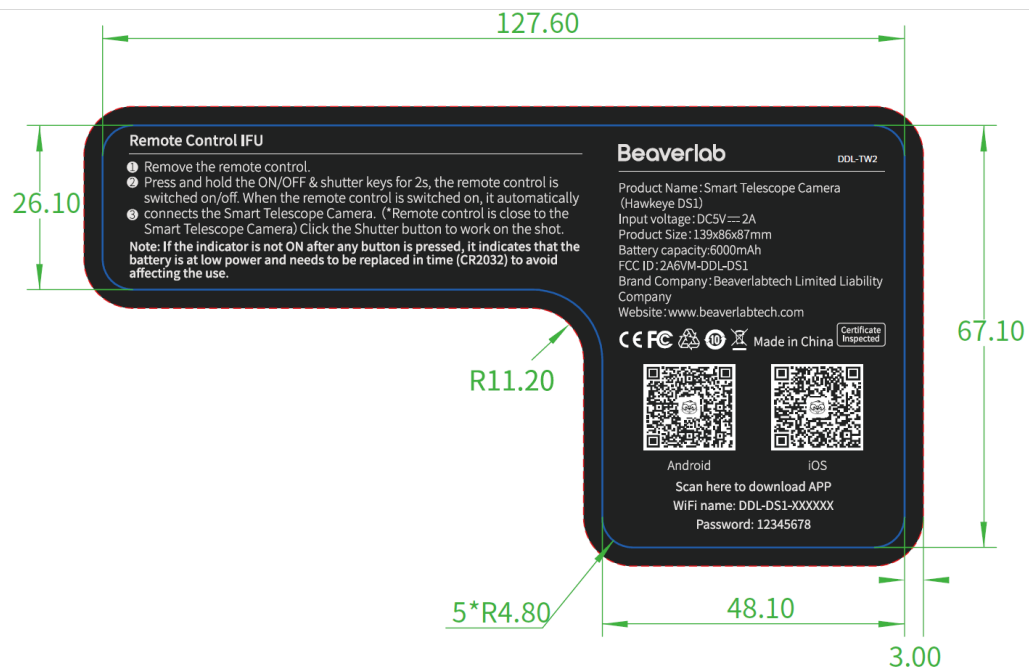 127.60
26.10
Remote Control IFU
1 Remove the remote control.
2 Press and hold the ON/OFF & shutter keys for 2s, the remote control is
switched on/off. When the remote control is switched on, it automatically
3 connects the Smart Telescope Camera. (*Remote control is close to the
Smart Telescope Camera) Click the Shutter button to work on the shot.
Note: If the indicator is not ON after any button is pressed, it indicates that the
battery is at low power and needs to be replaced in time (CR2032) to avoid
affecting the use.
Beaverlab
DDL-TW2
Product Name: Smart Telescope Camera
(Hawkeye DS1)
Input voltage: DC5V⎓2A
Product Size: 139x86x87mm
Battery capacity: 6000mAh
FCC ID: 2A6VM-DDL-DS1
Brand Company: Beaverlabtech Limited Liability
Company
Website: www.beaverlabtech.com
CE FC 10 Made in China Certificate
Inspected
67.10
R11.20
Android
iOS
Scan here to download APP
WiFi name: DDL-DS1-XXXXXX
Password: 12345678
5*R4.80
48.10
3.00